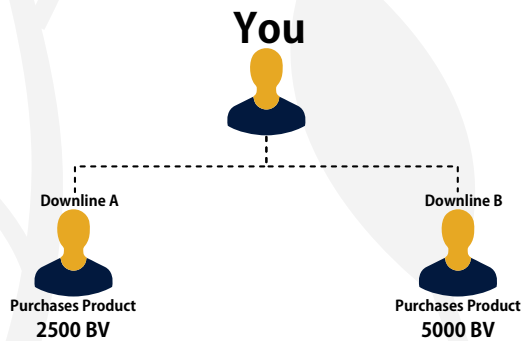 You
Downline A
Downline B
Purchases Product
2500 BV
Purchases Product
5000 BV